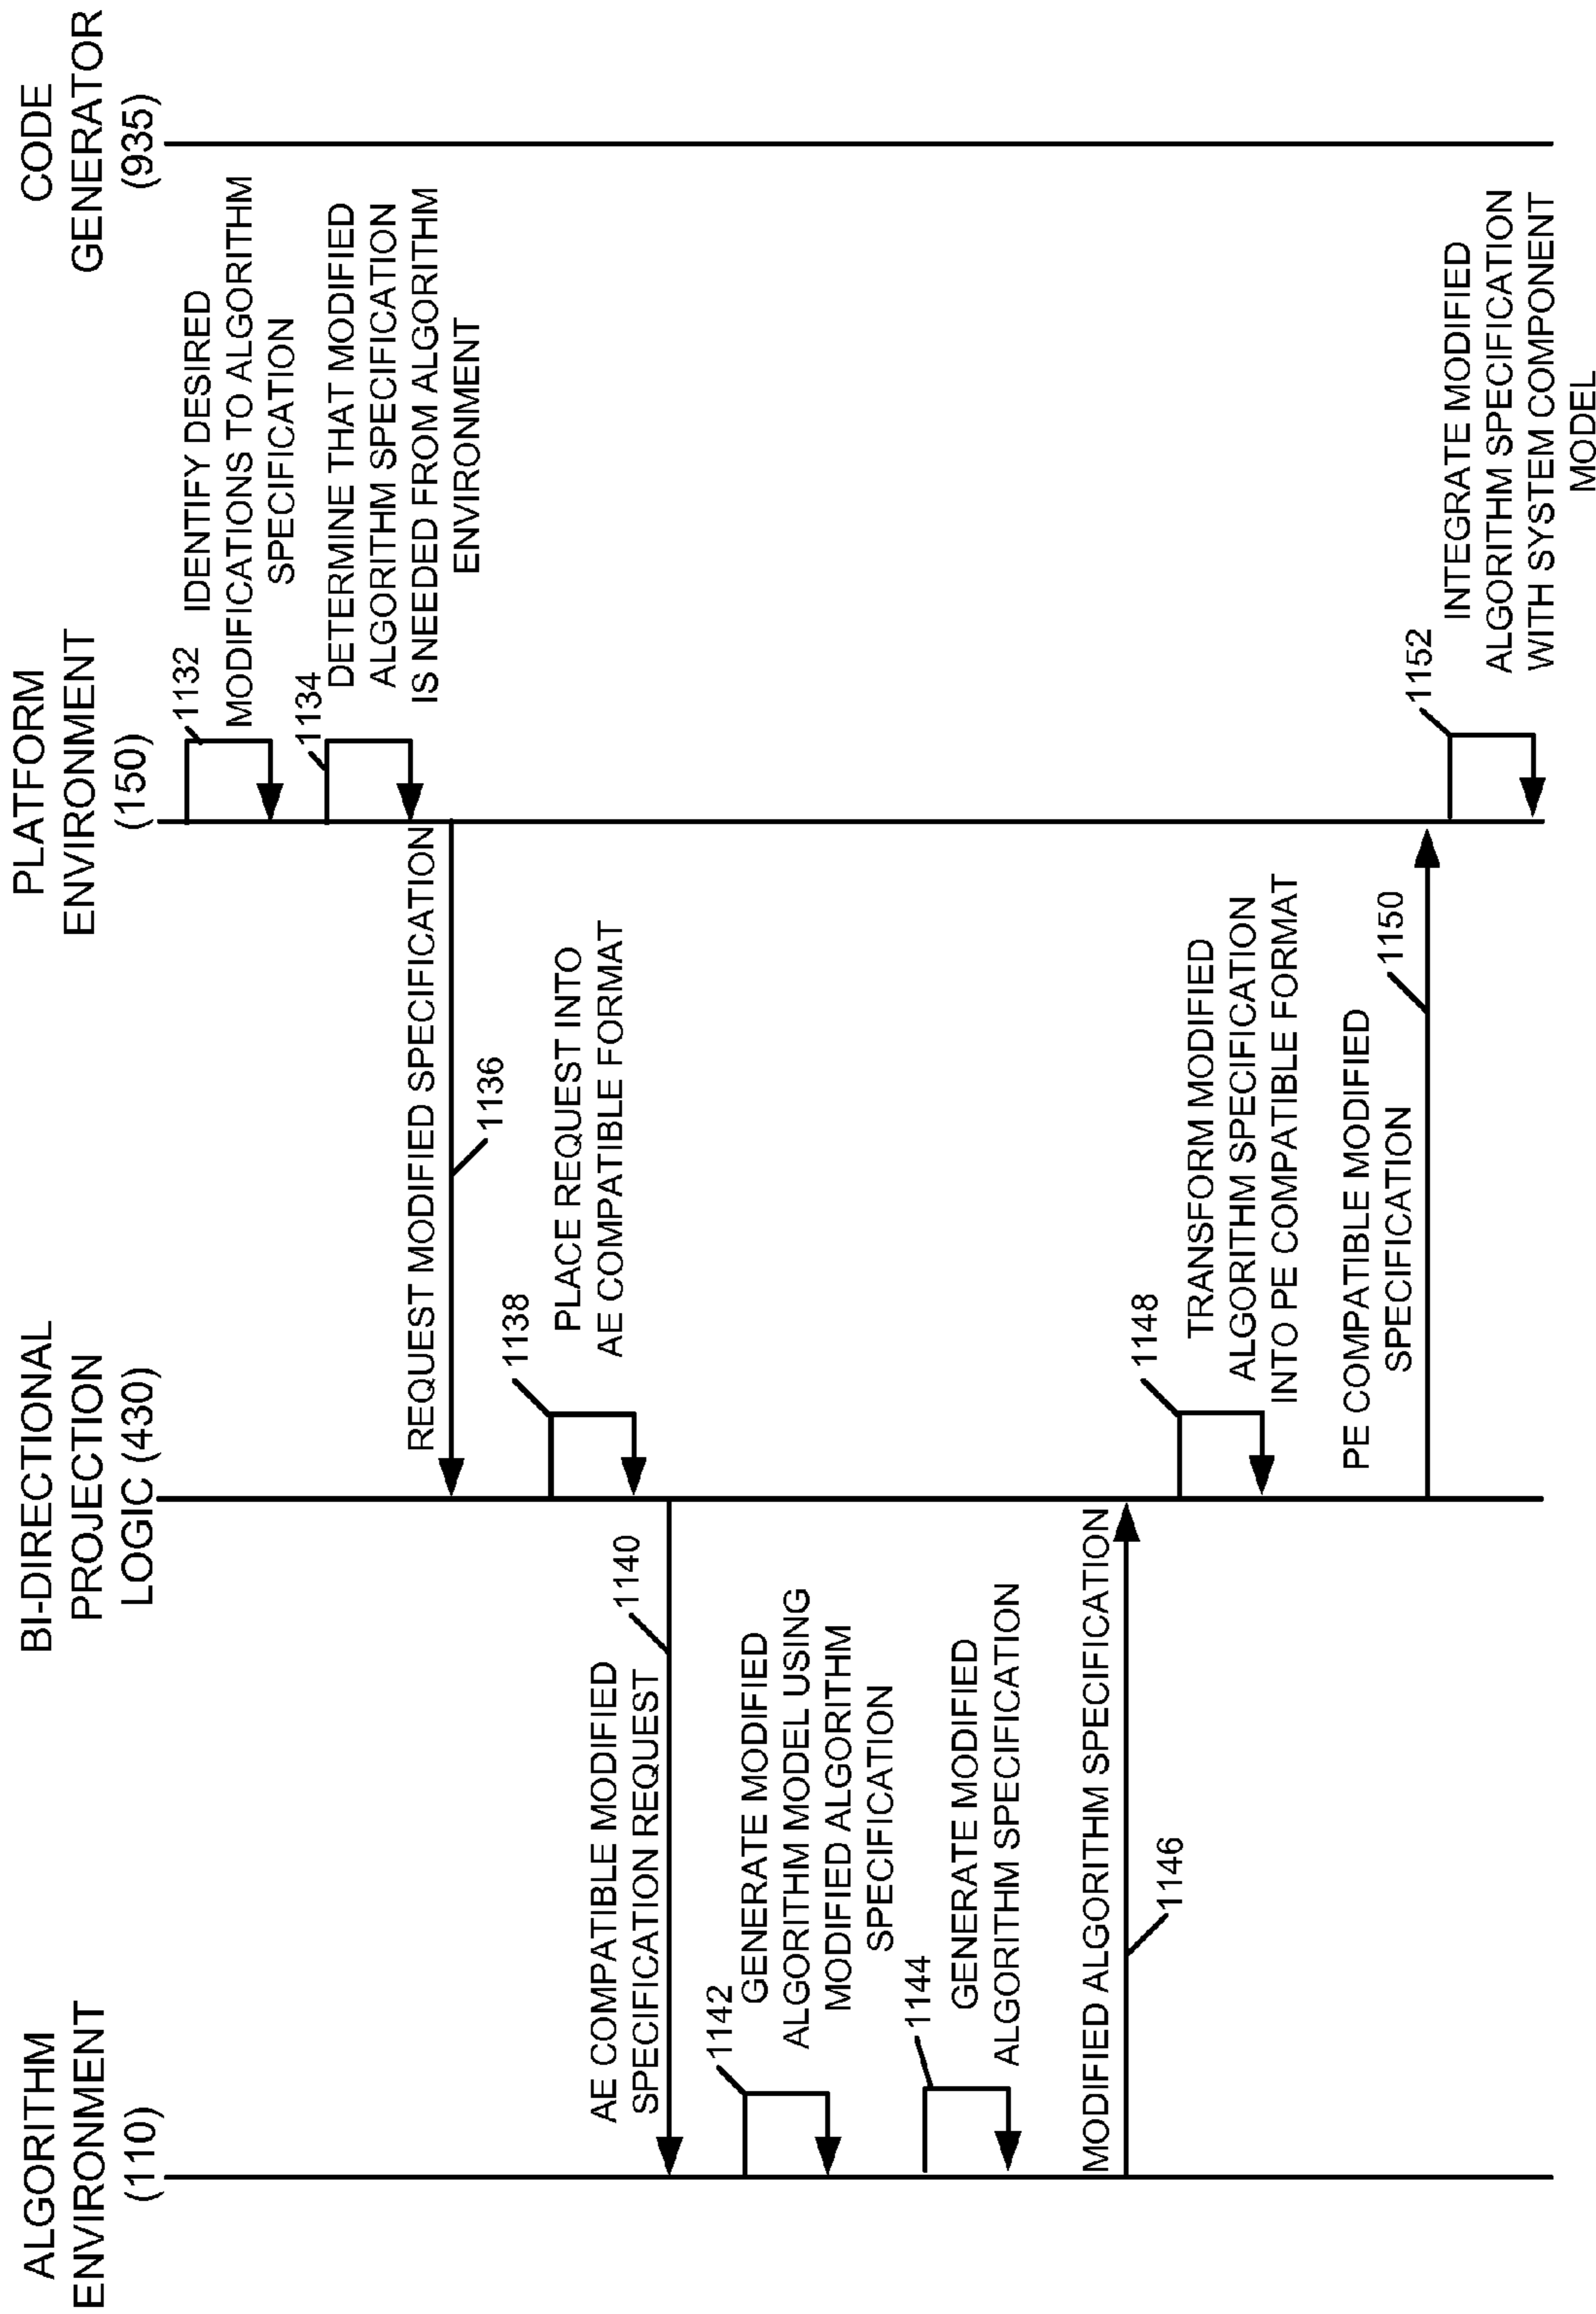 ALGORITHM
ENVIRONMENT
(110)
BI-DIRECTIONAL
PROJECTION
LOGIC (430)
PLATFORM
ENVIRONMENT
(150)
CODE
GENERATOR
(935)
1132
IDENTIFY DESIRED
MODIFICATIONS TO ALGORITHM
SPECIFICATION
1134
DETERMINE THAT MODIFIED
ALGORITHM SPECIFICATION
IS NEEDED FROM ALGORITHM
ENVIRONMENT
REQUEST MODIFIED SPECIFICATION
1136
1138
PLACE REQUEST INTO
AE COMPATIBLE FORMAT
AE COMPATIBLE MODIFIED
SPECIFICATION REQUEST
1140
1142
GENERATE MODIFIED
ALGORITHM MODEL USING
MODIFIED ALGORITHM
SPECIFICATION
1144
GENERATE MODIFIED
ALGORITHM SPECIFICATION
MODIFIED ALGORITHM SPECIFICATION
1146
1148
TRANSFORM MODIFIED
ALGORITHM SPECIFICATION
INTO PE COMPATIBLE FORMAT
PE COMPATIBLE MODIFIED
SPECIFICATION
1150
1152
INTEGRATE MODIFIED
ALGORITHM SPECIFICATION
WITH SYSTEM COMPONENT
MODEL